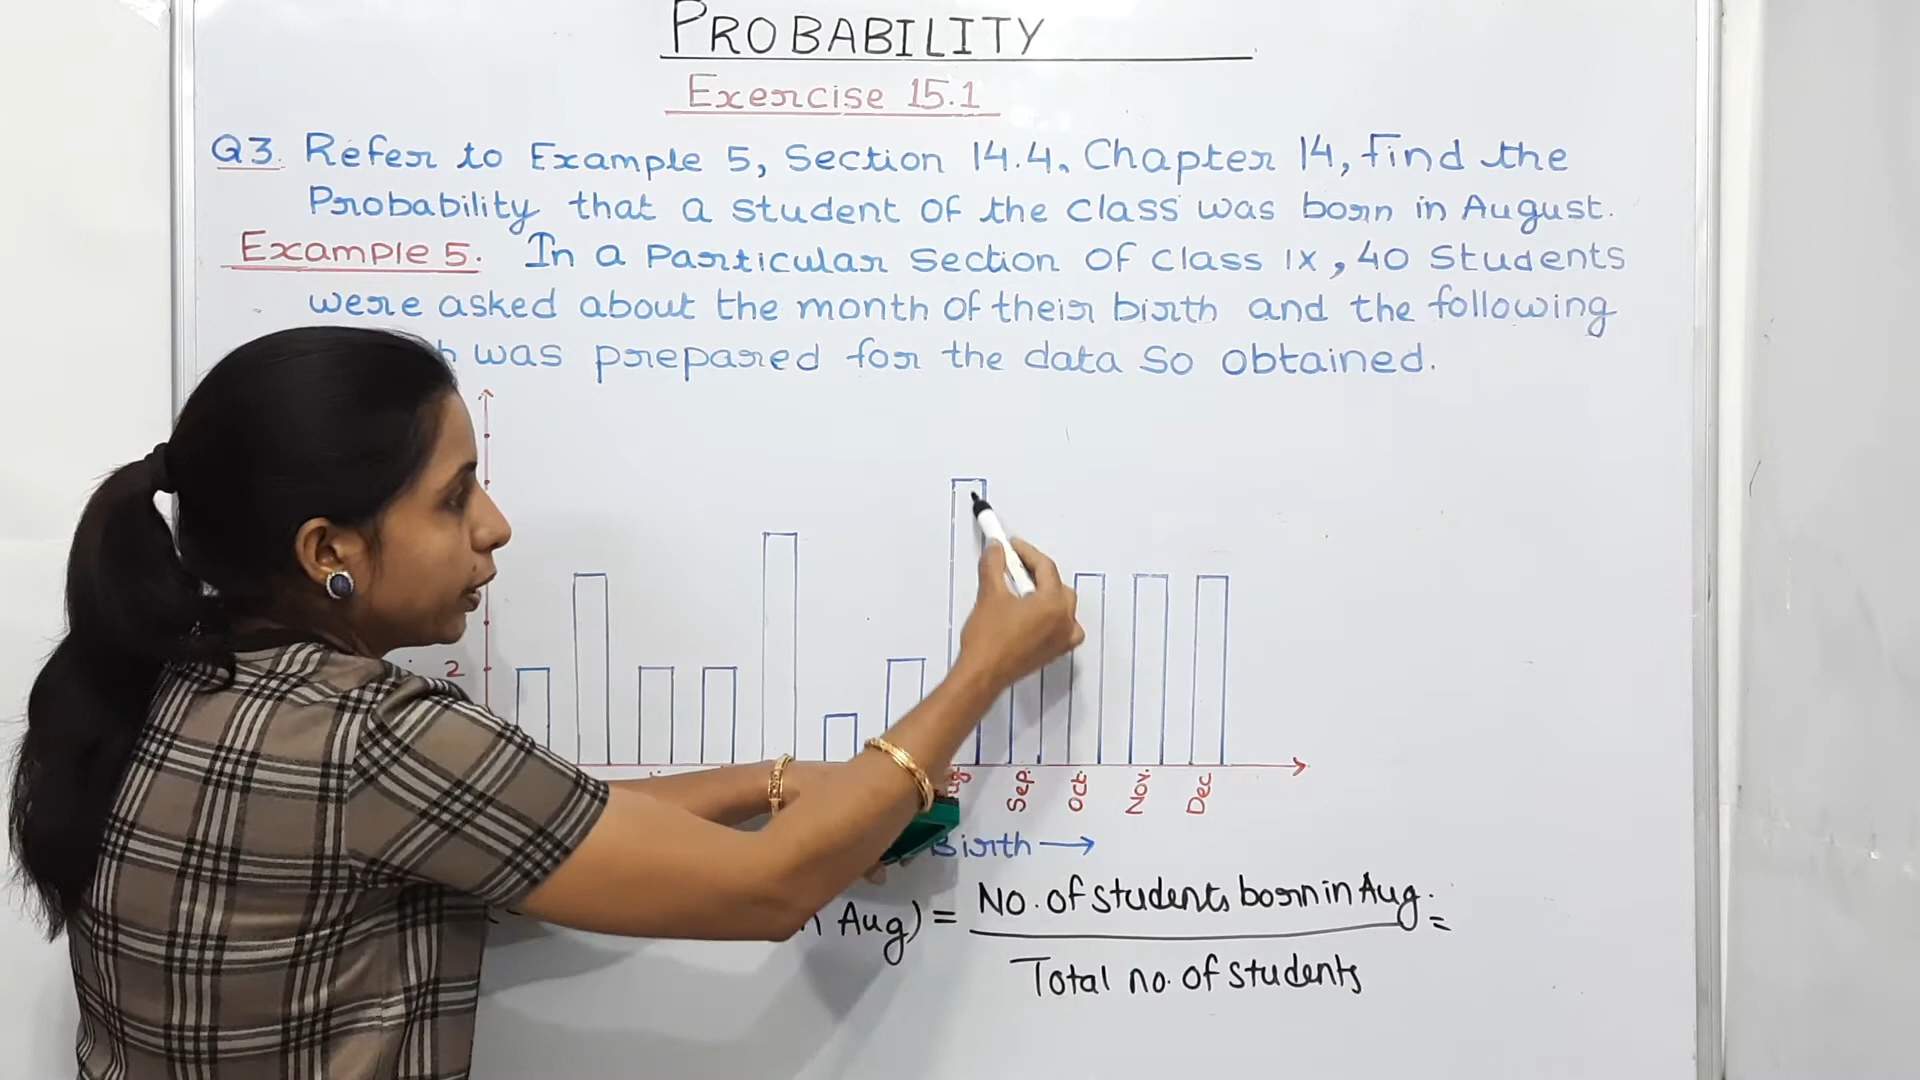 PROBABILITY
Exercise 15.1
Q3. Refer to Example 5, Section 14.4, Chapter 14, find the
Probability that a student of the class was born in August.
Example 5. In a Particular section of class IX, 40 Students
were asked about the month of their birth and the following
was prepared for the data so obtained.
2
Sep. Oct. Nov. Dec
Birth →
Aug) = No. of students born in Aug. =
Total no. of students